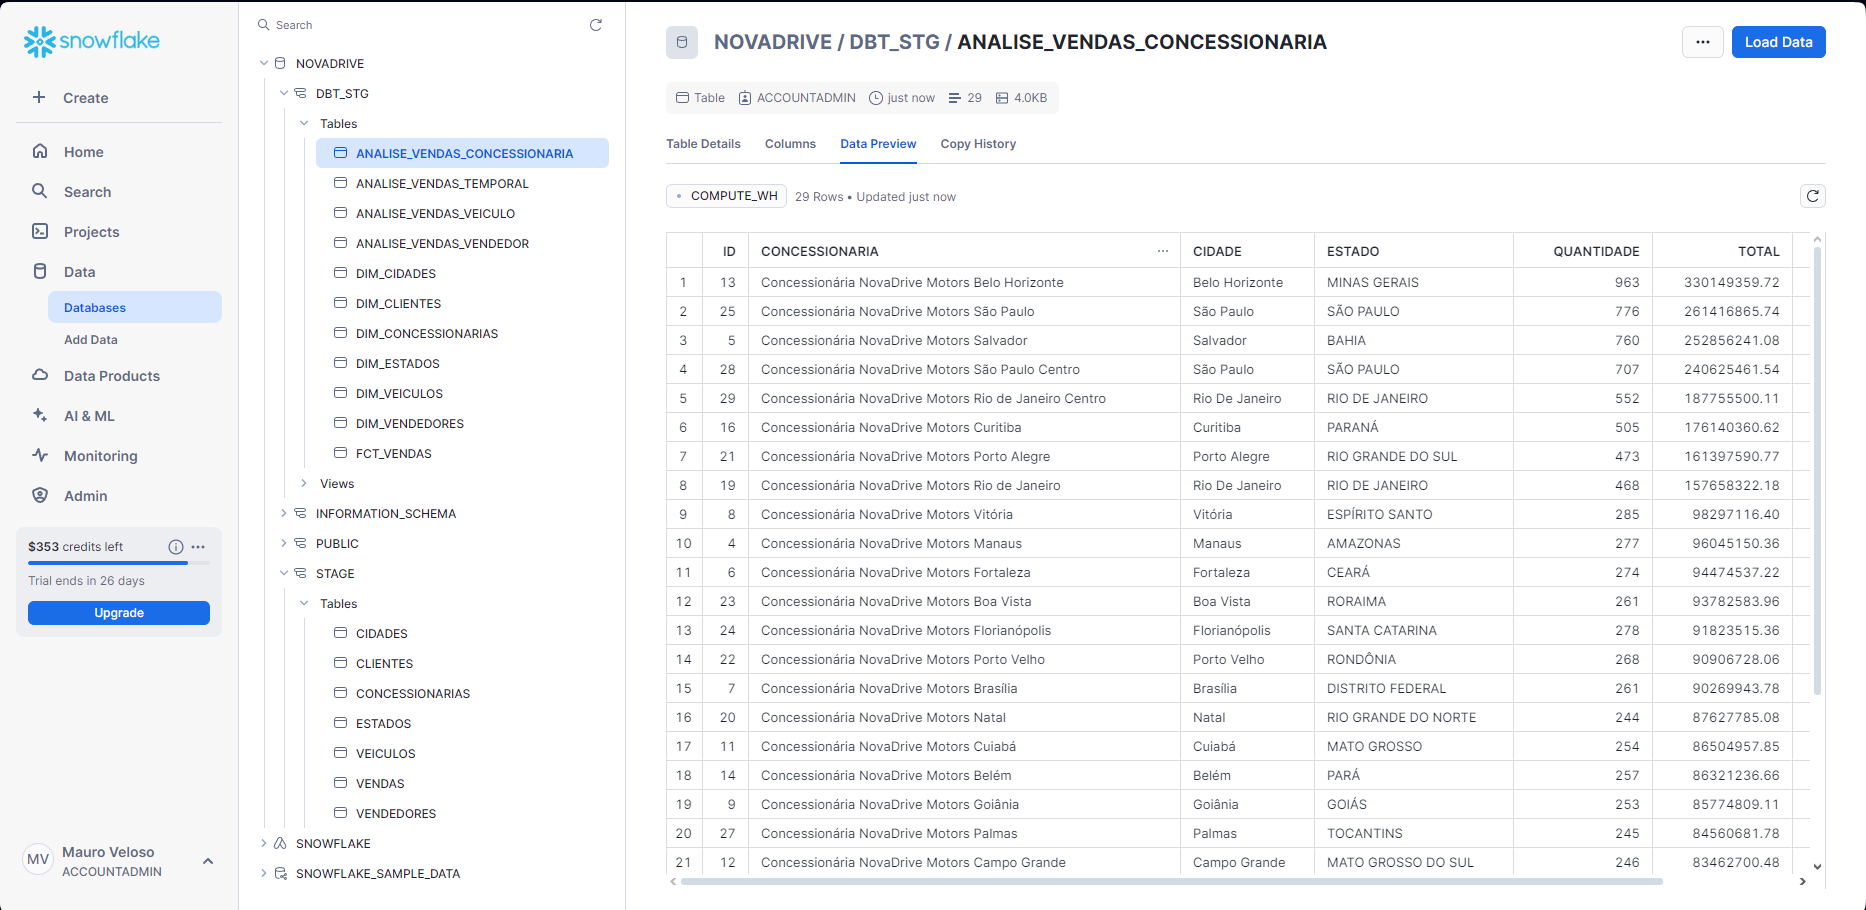 snowflake
Create
Home
Search
Projects
Data
Databases
Add Data
Data Products
AI & ML
Monitoring
Admin
$353 credits left
Trial ends in 26 days
Upgrade
MV
Mauro Veloso
ACCOUNTADMIN
Search
NOVADRIVE
DBT_STG
Tables
ANALISE_VENDAS_CONCESSIONARIA
ANALISE_VENDAS_TEMPORAL
ANALISE_VENDAS_VEICULO
ANALISE_VENDAS_VENDEDOR
DIM_CIDADES
DIM_CLIENTES
DIM_CONCESSIONARIAS
DIM_ESTADOS
DIM_VEICULOS
DIM_VENDEDORES
FCT_VENDAS
Views
INFORMATION_SCHEMA
PUBLIC
STAGE
Tables
CIDADES
CLIENTES
CONCESSIONARIAS
ESTADOS
VEICULOS
VENDAS
VENDEDORES
SNOWFLAKE
SNOWFLAKE_SAMPLE_DATA
NOVADRIVE / DBT_STG / ANALISE_VENDAS_CONCESSIONARIA
Load Data
Table ACCOUNTADMIN just now 29 4.0KB
Table Details Columns Data Preview Copy History
COMPUTE_WH 29 Rows • Updated just now
ID CONCESSIONARIA CIDADE ESTADO QUANTIDADE TOTAL
1 13 Concessionária NovaDrive Motors Belo Horizonte Belo Horizonte MINAS GERAIS 963 330149359.72
2 25 Concessionária NovaDrive Motors São Paulo São Paulo SÃO PAULO 776 261416865.74
3 5 Concessionária NovaDrive Motors Salvador Salvador BAHIA 760 252856241.08
4 28 Concessionária NovaDrive Motors São Paulo Centro São Paulo SÃO PAULO 707 240625461.54
5 29 Concessionária NovaDrive Motors Rio de Janeiro Centro Rio De Janeiro RIO DE JANEIRO 552 187755500.11
6 16 Concessionária NovaDrive Motors Curitiba Curitiba PARANÁ 505 176140360.62
7 21 Concessionária NovaDrive Motors Porto Alegre Porto Alegre RIO GRANDE DO SUL 473 161397590.77
8 19 Concessionária NovaDrive Motors Rio de Janeiro Rio De Janeiro RIO DE JANEIRO 468 157658322.18
9 8 Concessionária NovaDrive Motors Vitória Vitória ESPÍRITO SANTO 285 98297116.40
10 4 Concessionária NovaDrive Motors Manaus Manaus AMAZONAS 277 96045150.36
11 6 Concessionária NovaDrive Motors Fortaleza Fortaleza CEARÁ 274 94474537.22
12 23 Concessionária NovaDrive Motors Boa Vista Boa Vista RORAIMA 261 93782583.96
13 24 Concessionária NovaDrive Motors Florianópolis Florianópolis SANTA CATARINA 278 91823515.36
14 22 Concessionária NovaDrive Motors Porto Velho Porto Velho RONDÔNIA 268 90906728.06
15 7 Concessionária NovaDrive Motors Brasília Brasília DISTRITO FEDERAL 261 90269943.78
16 20 Concessionária NovaDrive Motors Natal Natal RIO GRANDE DO NORTE 244 87627785.08
17 11 Concessionária NovaDrive Motors Cuiabá Cuiabá MATO GROSSO 254 86504957.85
18 14 Concessionária NovaDrive Motors Belém Belém PARÁ 257 86321236.66
19 9 Concessionária NovaDrive Motors Goiânia Goiânia GOIÁS 253 85774809.11
20 27 Concessionária NovaDrive Motors Palmas Palmas TOCANTINS 245 84560681.78
21 12 Concessionária NovaDrive Motors Campo Grande Campo Grande MATO GROSSO DO SUL 246 83462700.48